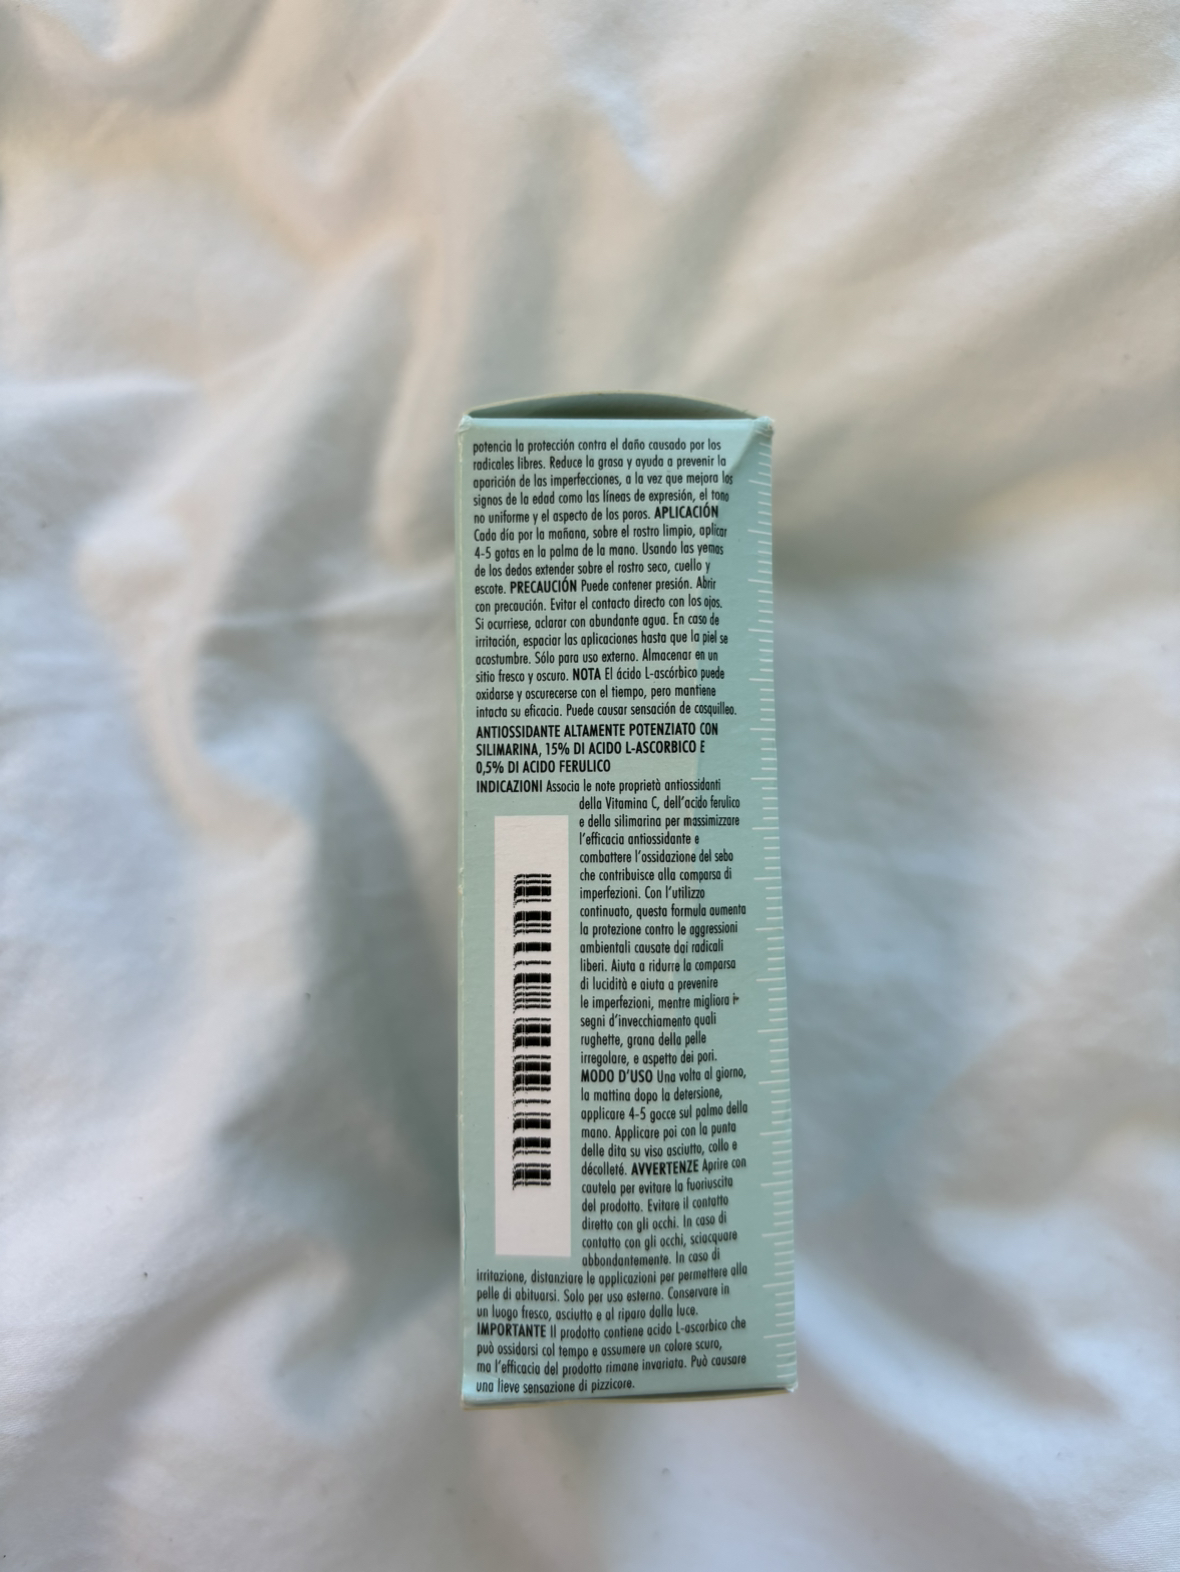 potencia la protección contra el daño causado por los
radicales libres. Reduce la grasa y ayuda a prevenir la
aparición de las imperfecciones, a la vez que mejora los
signos de la edad como las líneas de expresión, el tono
no uniforme y el aspecto de los poros. APLICACIÓN
Cada día por la mañana, sobre el rostro limpio, aplicar
4-5 gotas en la palma de la mano. Usando las yemas
de los dedos extender sobre el rostro seco, cuello y
escote. PRECAUCIÓN Puede contener presión. Abrir
con precaución. Evitar el contacto directo con los ojos.
Si ocurriese, aclarar con abundante agua. En caso de
irritación, espaciar las aplicaciones hasta que la piel se
acostumbre. Sólo para uso externo. Almacenar en un
sitio fresco y oscuro. NOTA El ácido L-ascórbico puede
oxidarse y oscurecerse con el tiempo, pero mantiene
intacta su eficacia. Puede causar sensación de cosquilleo.
ANTIOSSIDANTE ALTAMENTE POTENZIATO CON
SILIMARINA, 15% DI ACIDO L-ASCORBICO E
0,5% DI ACIDO FERULICO
INDICAZIONI Associa le note proprietà antiossidanti
della Vitamina C, dell'acido ferulico
e della silimarina per massimizzare
l'efficacia antiossidante e
combattere l'ossidazione del sebo
che contribuisce alla comparsa di
imperfezioni. Con l'utilizzo
continuato, questa formula aumenta
la protezione contro le aggressioni
ambientali causate dai radicali
liberi. Aiuta a ridurre la comparsa
di lucidità e aiuta a prevenire
le imperfezioni, mentre migliora i
segni d'invecchiamento quali
rughette, grana della pelle
irregolare, e aspetto dei pori.
MODO D'USO Una volta al giorno,
la mattina dopo la detersione,
applicare 4-5 gocce sul palmo della
mano. Applicare poi con la punta
delle dita su viso asciutto, collo e
décolleté. AVVERTENZE Aprire con
cautela per evitare la fuoriuscita
del prodotto. Evitare il contatto
diretto con gli occhi. In caso di
contatto con gli occhi, sciacquare
abbondantemente. In caso di
irritazione, distanziare le applicazioni per permettere alla
pelle di abituarsi. Solo per uso esterno. Conservare in
un luogo fresco, asciutto e al riparo dalla luce.
IMPORTANTE Il prodotto contiene acido L-ascorbico che
può ossidarsi col tempo e assumere un colore scuro,
ma l'efficacia del prodotto rimane invariata. Può causare
una lieve sensazione di pizzicore.